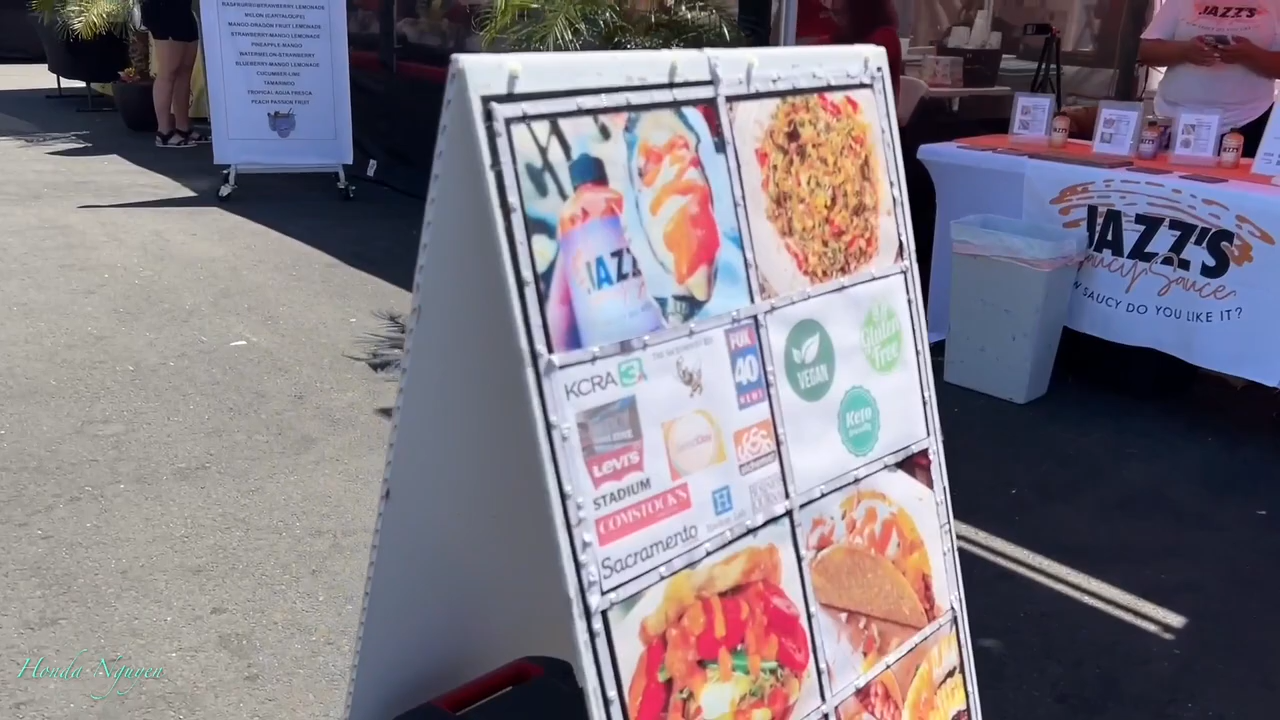 RASPBERRY-STRAWBERRY LEMONADE
MELON (CANTALOUPE)
MANGO-DRAGON FRUIT LEMONADE
STRAWBERRY-MANGO LEMONADE
PINEAPPLE-MANGO
WATERMELON-STRAWBERRY
BLUEBERRY-MANGO LEMONADE
CUCUMBER-LIME
TAMARINDO
TROPICAL AGUA FRESCA
PEACH PASSION FRUIT
JAZZ'S
JAZZ'S
Saucy Sauce
SAUCY DO YOU LIKE IT?
JAZZ
KCRA 3
FOX
40
LEVI'S
STADIUM
COMSTOCK'S
Sacramento
VEGAN
Gluten
Free
Keto
friendly
Honda Nguyen